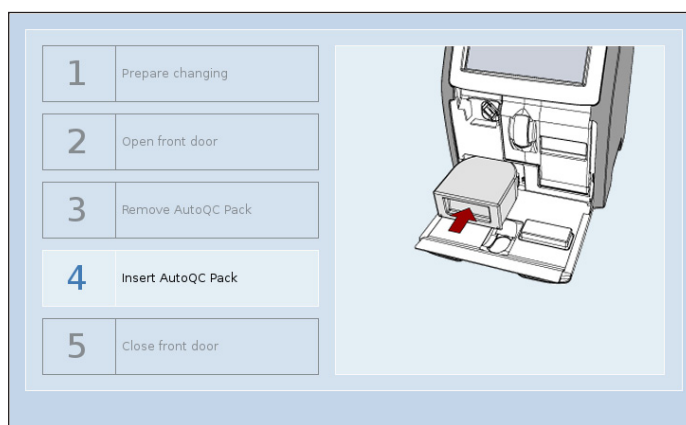 1 Prepare changing
2 Open front door
3 Remove AutoQC Pack
4 Insert AutoQC Pack
5 Close front door